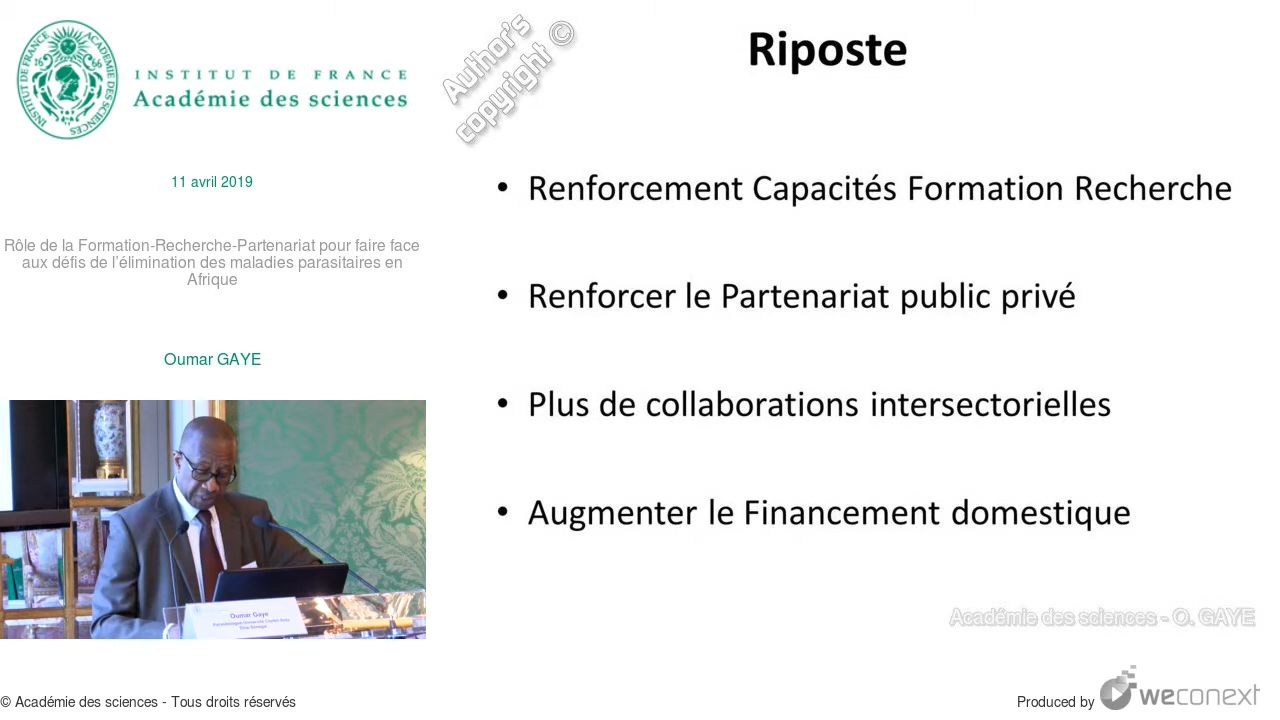 INSTITUT DE FRANCE
Académie des sciences
11 avril 2019
Rôle de la Formation-Recherche-Partenariat pour faire face
aux défis de l’élimination des maladies parasitaires en
Afrique
Oumar GAYE
Oumar Gaye
Author's
copyright ©
Riposte
• Renforcement Capacités Formation Recherche
• Renforcer le Partenariat public privé
• Plus de collaborations intersectorielles
• Augmenter le Financement domestique
Académie des sciences - O. GAYE
© Académie des sciences - Tous droits réservés
Produced by weconext